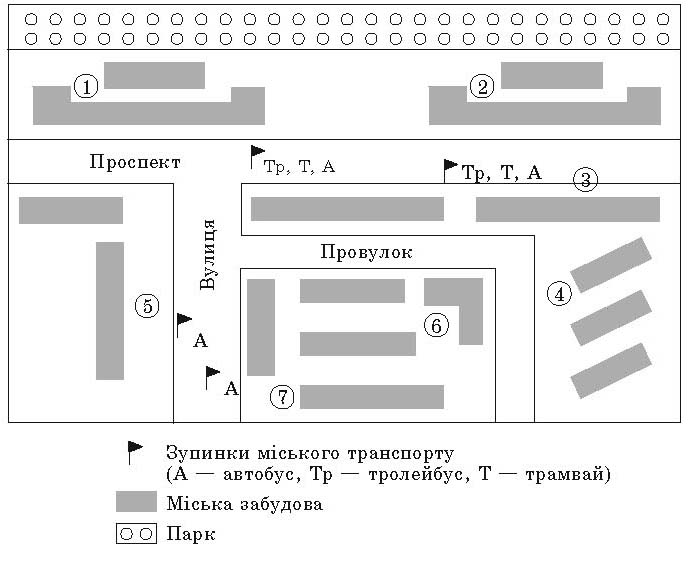 ①
②
Проспект
Тр, Т, А
Тр, Т, А
③
Вулиця
Провулок
④
⑤
А
⑥
А
⑦
Зупинки міського транспорту
(А — автобус, Тр — тролейбус, Т — трамвай)
Міська забудова
Парк